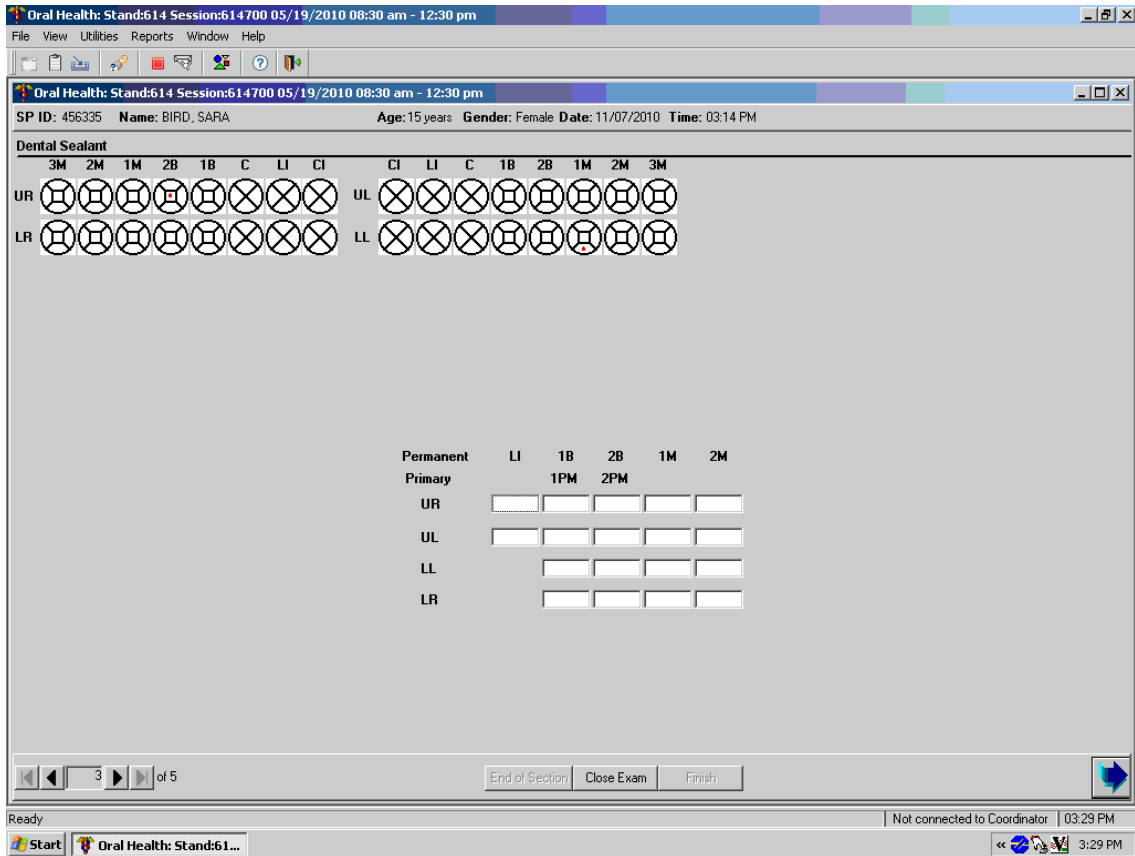 Oral Health: Stand:614 Session:614700 05/19/2010 08:30 am - 12:30 pm
File View Utilities Reports Window Help
Oral Health: Stand:614 Session:614700 05/19/2010 08:30 am - 12:30 pm
SP ID: 456335 Name: BIRD, SARA Age: 15 years Gender: Female Date: 11/07/2010 Time: 03:14 PM
Dental Sealant
3M 2M 1M 2B 1B C LI CI CI LI C 1B 2B 1M 2M 3M
UR UL
LR LL
Permanent LI 1B 2B 1M 2M
Primary 1PM 2PM
UR
UL
LL
LR
3 of 5 End of Section Close Exam Finish
Ready Not connected to Coordinator 03:29 PM
Start Oral Health: Stand:61... « 3:29 PM